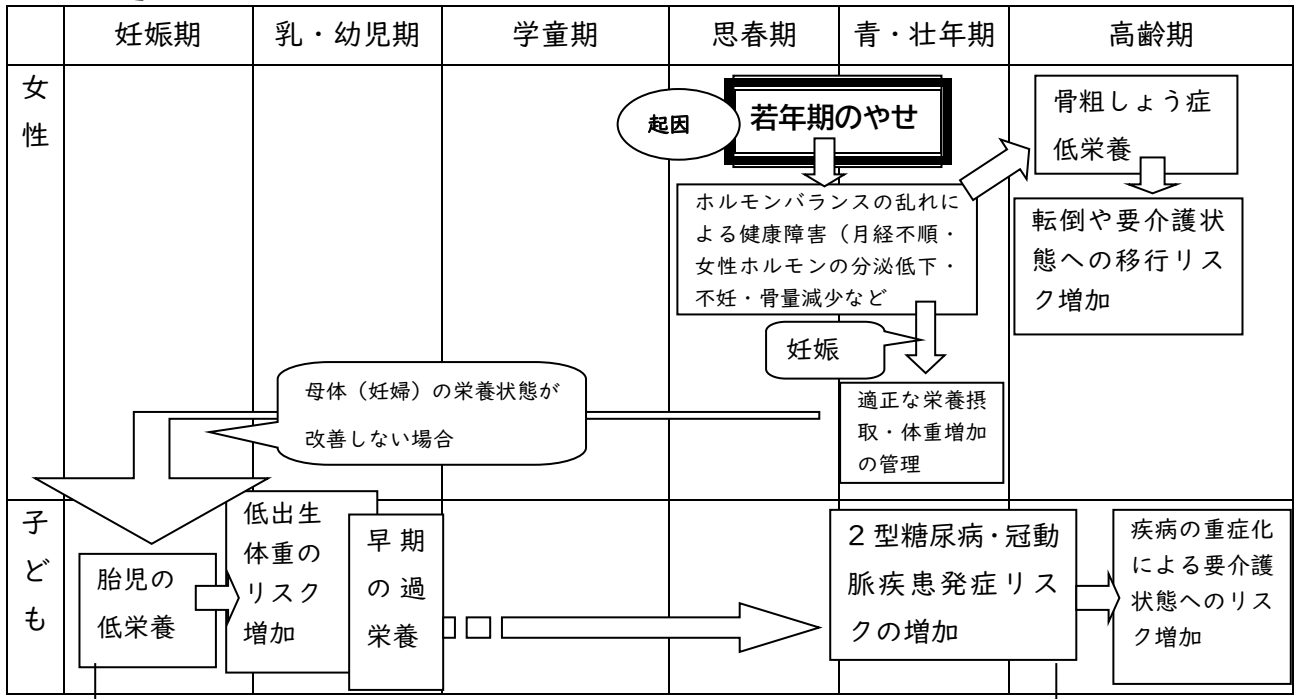 妊娠期 乳・幼児期 学童期 思春期 青・壮年期 高齢期
女
性
起因
若年期のやせ
骨粗しょう症
低栄養
ホルモンバランスの乱れに
よる健康障害（月経不順・
女性ホルモンの分泌低下・
不妊・骨量減少など
転倒や要介護状
態への移行リス
ク増加
妊娠
母体（妊婦）の栄養状態が
改善しない場合
適正な栄養摂
取・体重増加
の管理
子
ど
も
胎児の
低栄養
低出生
体重の
リスク
増加
早期
の過
栄養
２型糖尿病・冠動
脈疾患発症リス
クの増加
疾病の重症化
による要介護
状態へのリス
ク増加